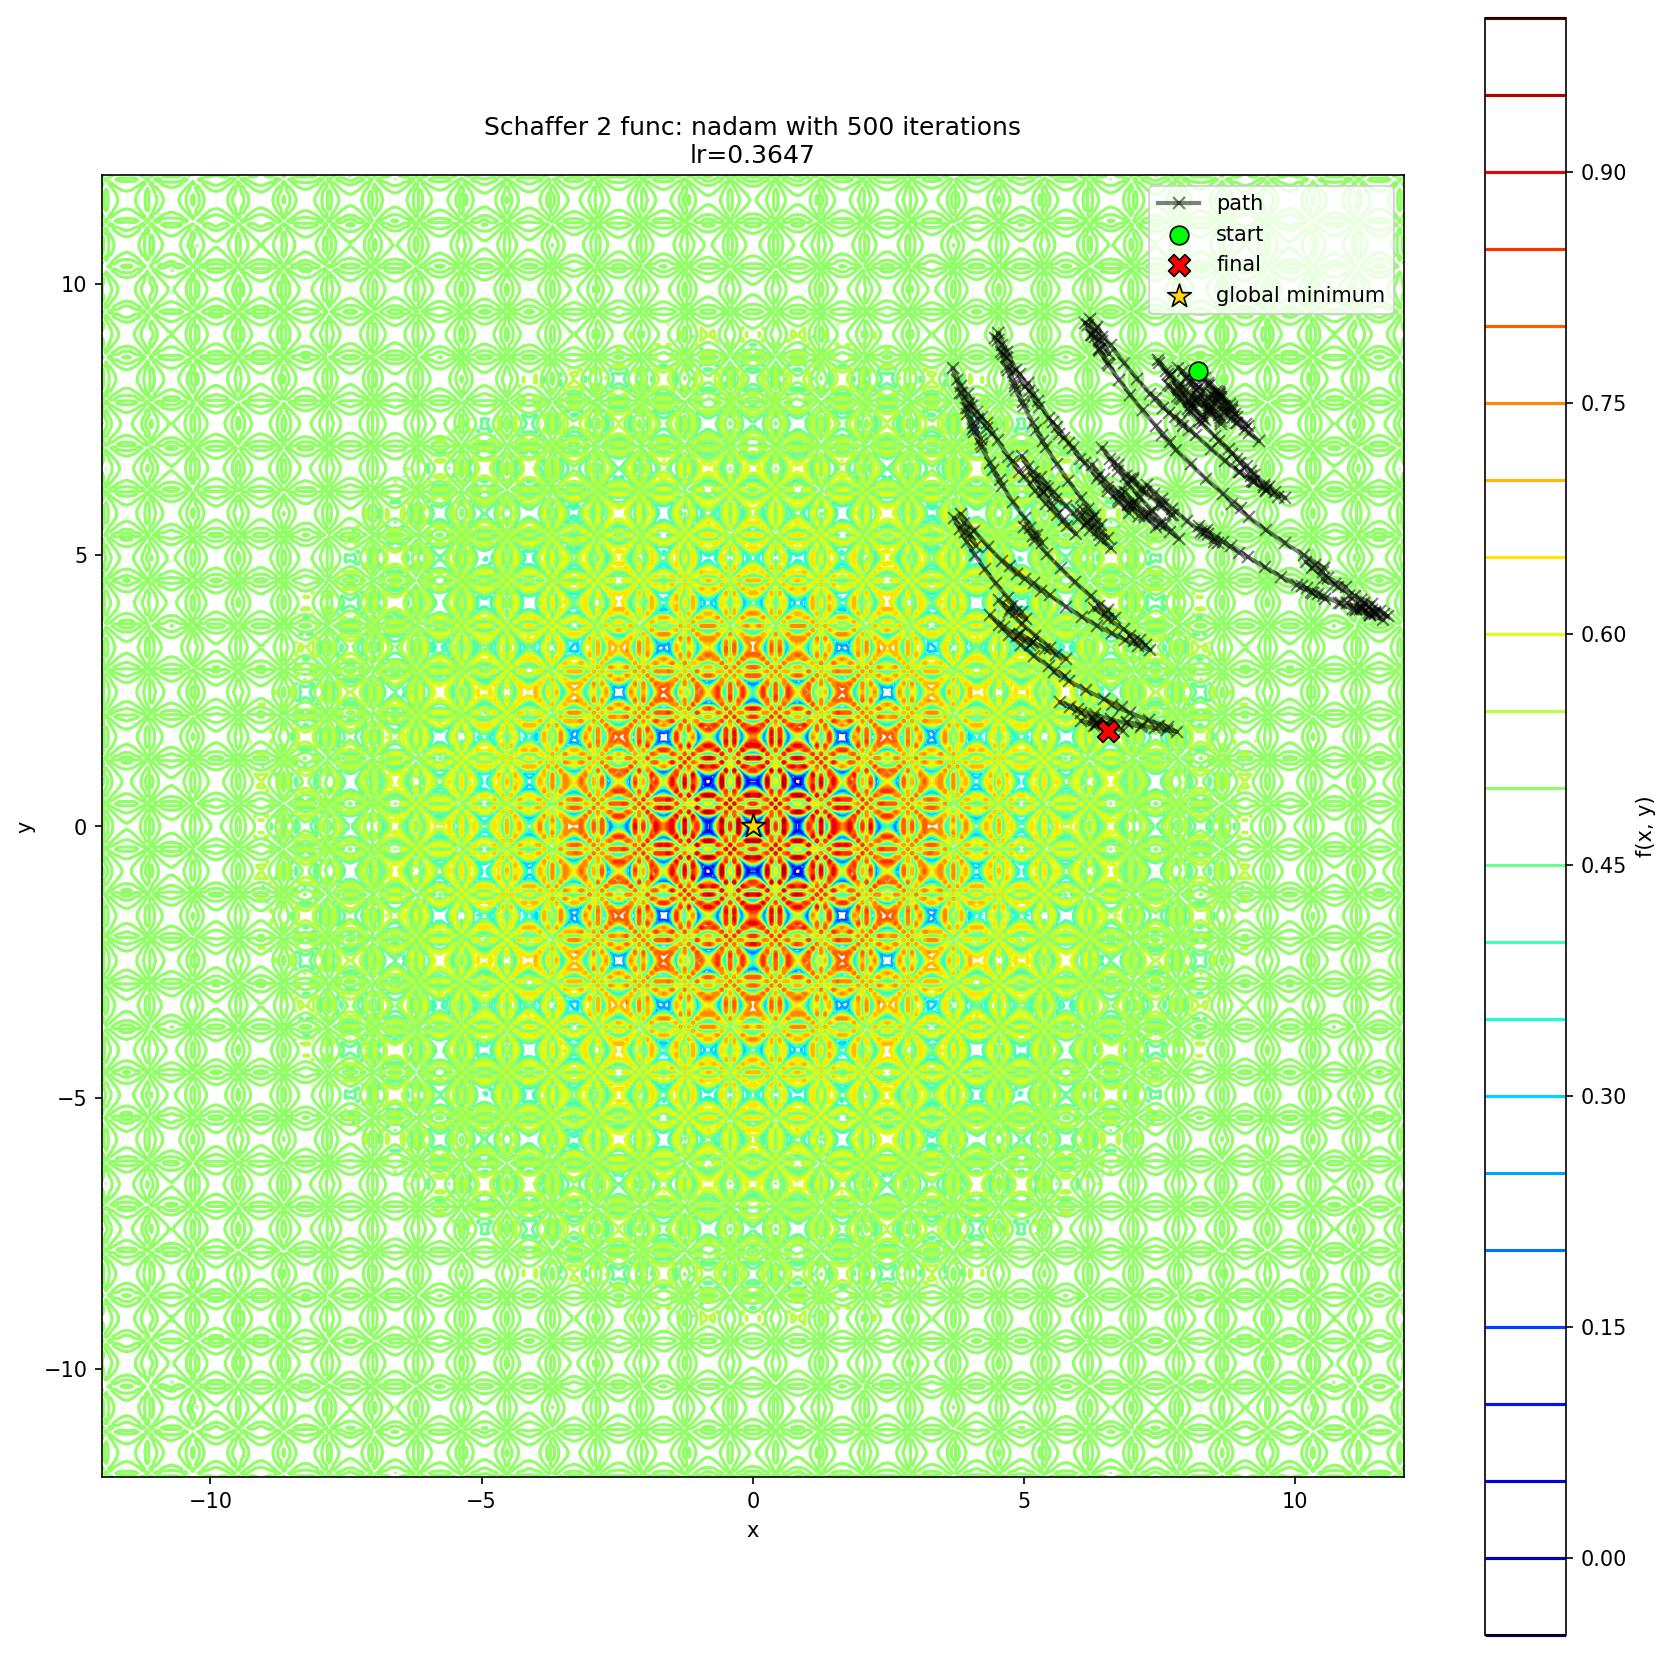 Schaffer 2 func: nadam with 500 iterations
lr=0.3647
path
start
final
global minimum
10
5
0
−5
−10
y
−10
−5
0
5
10
x
0.90
0.75
0.60
0.45
0.30
0.15
0.00
f(x, y)